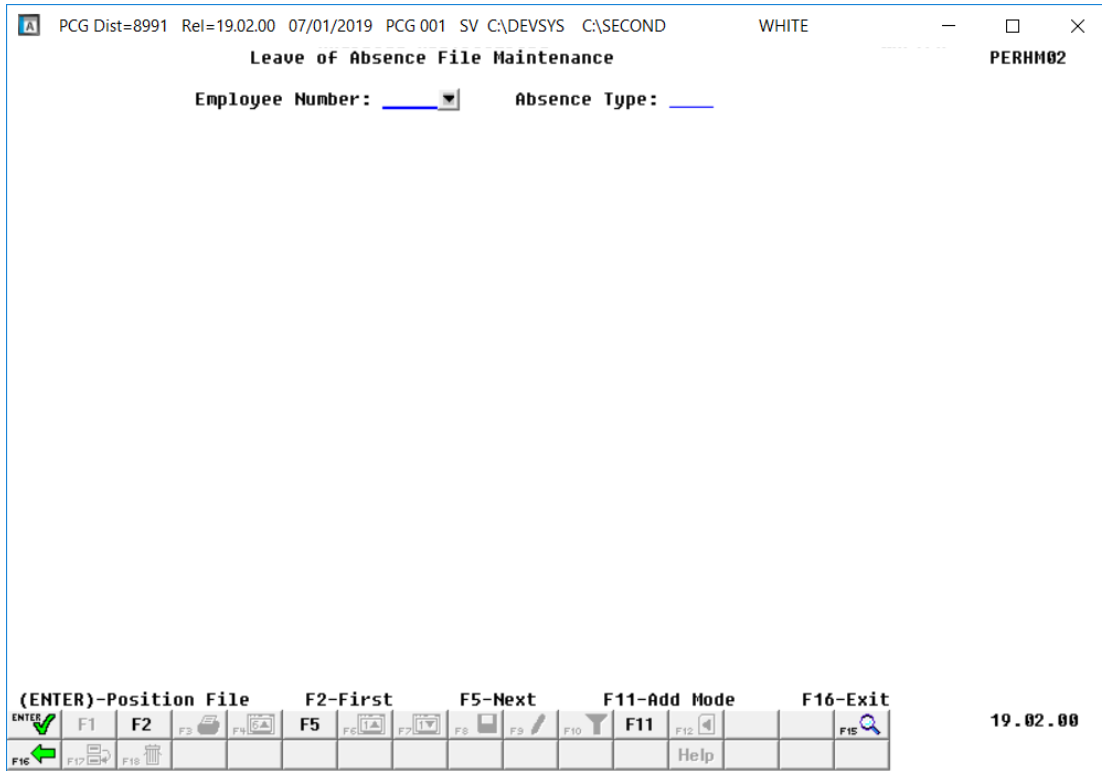 A PCG Dist=8991 Rel=19.02.00 07/01/2019 PCG 001 SV C:\DEVSYS C:\SECOND WHITE
Leave of Absence File Maintenance PERHM02
Employee Number: Absence Type:
(ENTER)-Position File F2-First F5-Next F11-Add Mode F16-Exit
ENTER F1 F2 F3 F4 6 F5 F6 1 F7 1 F8 F9 F10 F11 F12 F15 19.02.00
F16 F17 F18 Help